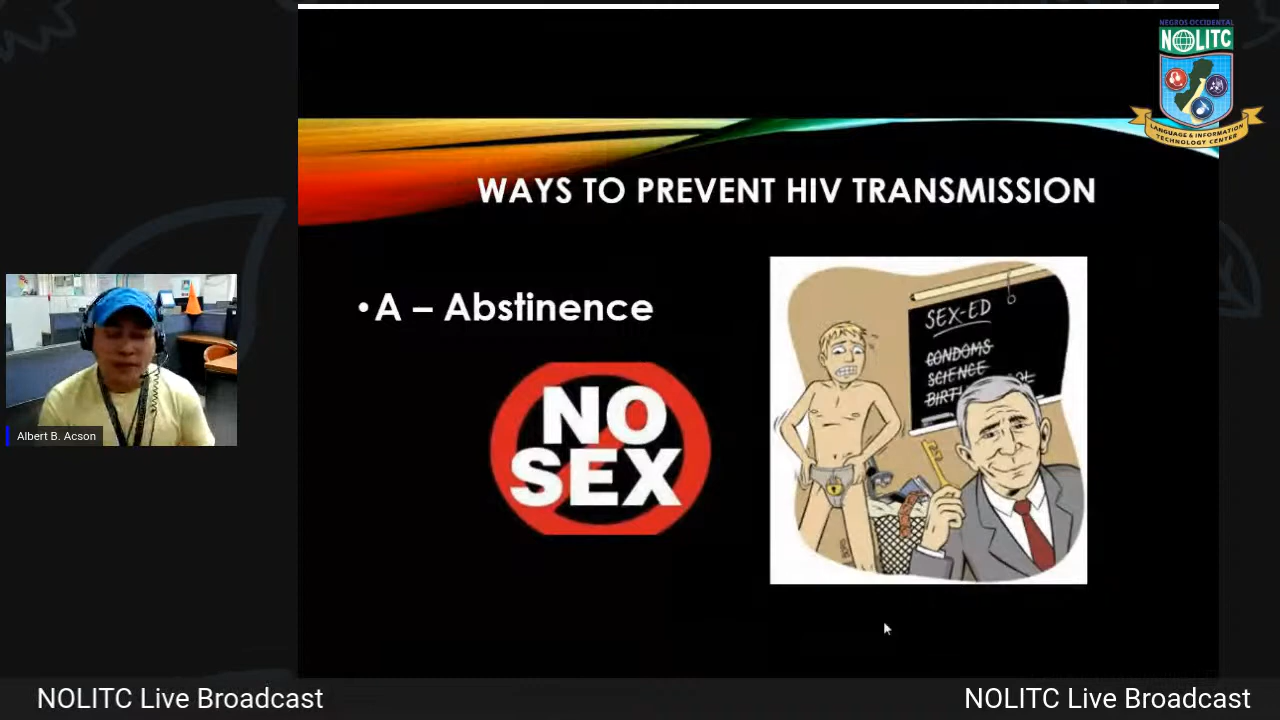 NEGROS OCCIDENTAL
NOLITC
LANGUAGE & INFORMATION
TECHNOLOGY CENTER
WAYS TO PREVENT HIV TRANSMISSION
•A – Abstinence
NO
SEX
SEX-ED
CONDOMS
SCIENCE
Albert B. Acson
NOLITC Live Broadcast
NOLITC Live Broadcast